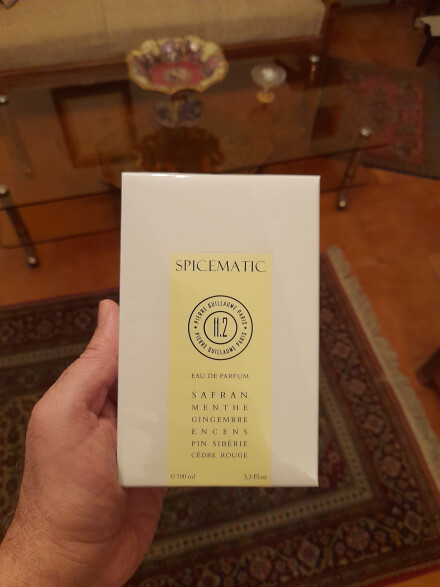 SPICEMATIC
PIERRE GUILLAUME PARIS
11.2
PIERRE GUILLAUME PARIS
EAU DE PARFUM
SAFRAN
MENTHE
GINGEMBRE
ENCENS
PIN SIBÉRIE
CÈDRE ROUGE
℮ 100 ml 3,3 Fl oz